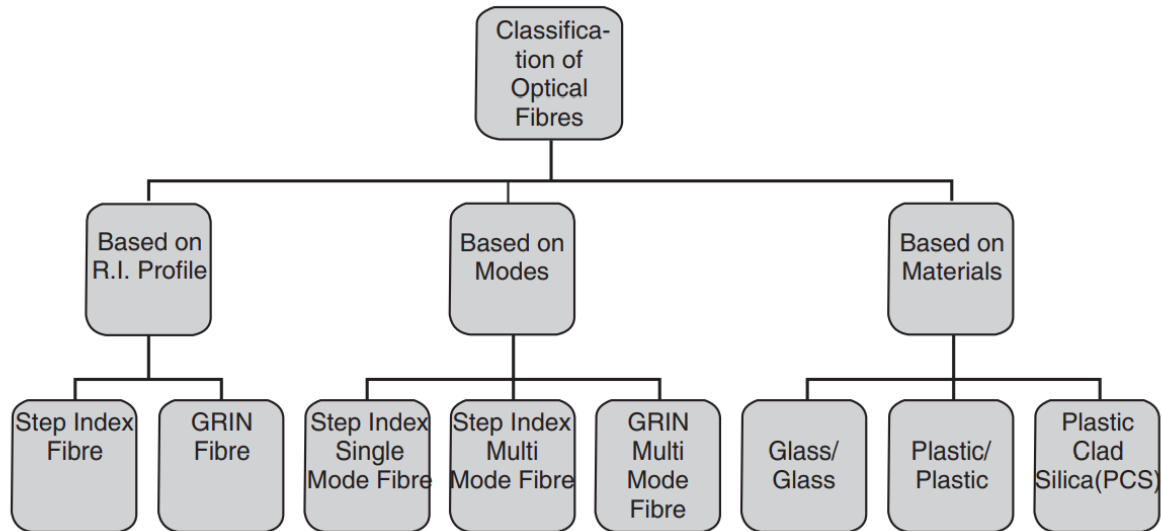 Classifica-
tion of
Optical
Fibres
Based on
R.I. Profile
Based on
Modes
Based on
Materials
Step Index
Fibre
GRIN
Fibre
Step Index
Single
Mode Fibre
Step Index
Multi
Mode Fibre
GRIN
Multi
Mode
Fibre
Glass/
Glass
Plastic/
Plastic
Plastic
Clad
Silica(PCS)